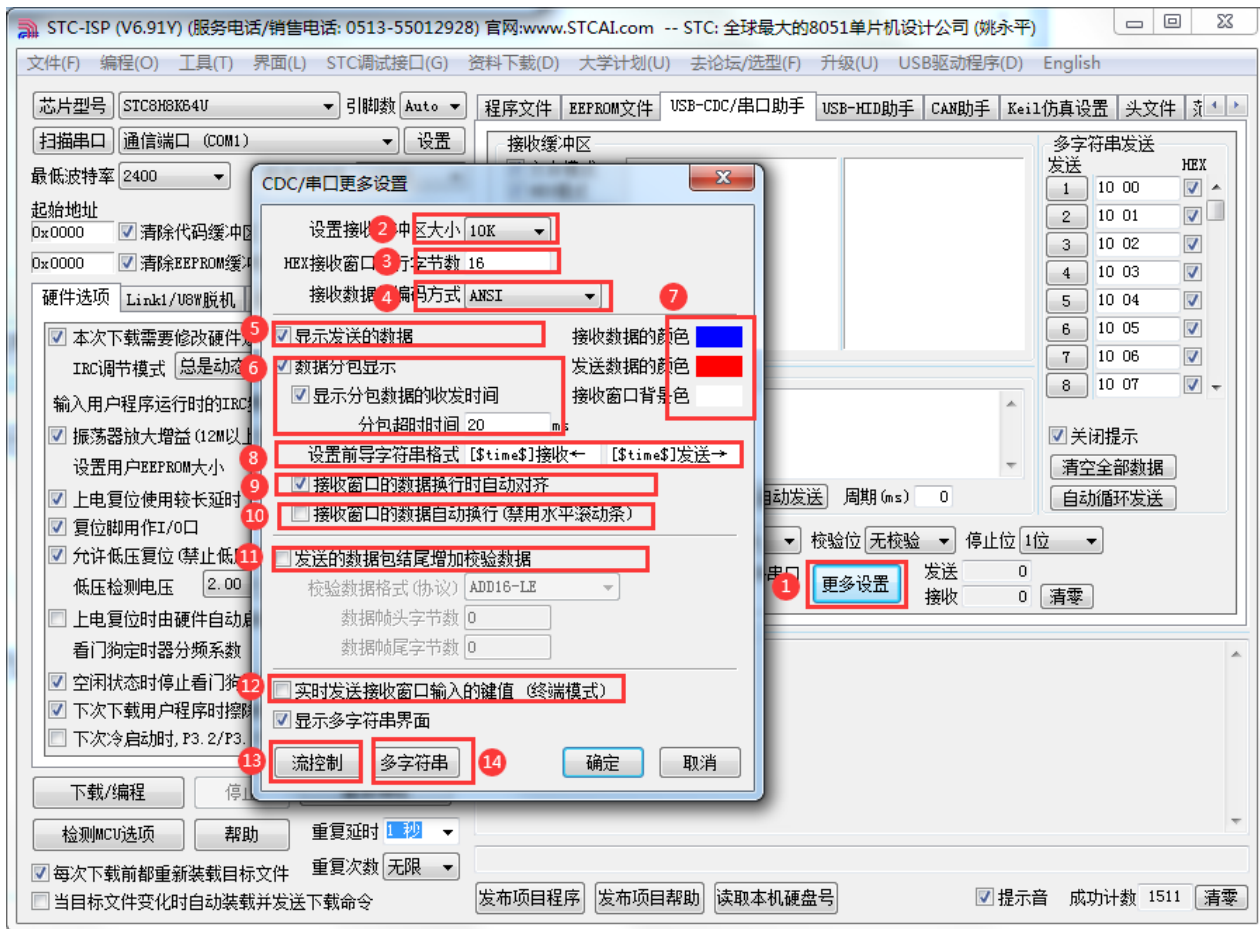 STC-ISP (V6.91Y) (服务电话/销售电话: 0513-55012928) 官网:www.STCAI.com -- STC: 全球最大的8051单片机设计公司 (姚永平)
文件(F) 编程(O) 工具(T) 界面(L) STC调试接口(G) 资料下载(D) 大学计划(U) 去论坛/选型(F) 升级(U) USB驱动程序(D) English
芯片型号 STC8H8K64U 引脚数 Auto
扫描串口 通信端口 (COM1) 设置
最低波特率 2400
起始地址
0x0000 清除代码缓冲区
0x0000 清除EEPROM缓冲
硬件选项 Link1/U8W脱机
本次下载需要修改硬件
IRC调节模式 总是动态
输入用户程序运行时的IRC
振荡器放大增益(12M以上
设置用户EEPROM大小
上电复位使用较长延时
复位脚用作I/O口
允许低压复位(禁止低
低压检测电压 2.00
上电复位时由硬件自动
看门狗定时器分频系数
空闲状态时停止看门狗
下次下载用户程序时擦除
下次冷启动时,P3.2/P3.
下载/编程 停止
检测MCU选项 帮助 重复延时 1 秒
每次下载前都重新装载目标文件 重复次数 无限
当目标文件变化时自动装载并发送下载命令
程序文件 EEPROM文件 USB-CDC/串口助手 USB-HID助手 CAN助手 Keil仿真设置 头文件 范
接收缓冲区
多字符串发送
发送 HEX
1 10 00
2 10 01
3 10 02
4 10 03
5 10 04
6 10 05
7 10 06
8 10 07
关闭提示
清空全部数据
自动发送 周期(ms) 0 自动循环发送
校验位 无校验 停止位 1位
串口 1 更多设置 发送 0
接收 0 清零
CDC/串口更多设置
设置接收 2 冲区大小 10K
HEX接收窗口 3 行字节数 16
接收数据 4 编码方式 ANSI
5 显示发送的数据
6 数据分包显示
显示分包数据的收发时间
分包超时时间 20 ms
7
接收数据的颜色
发送数据的颜色
接收窗口背景色
8 设置前导字符串格式 [$time$]接收← [$time$]发送→
9 接收窗口的数据换行时自动对齐
10 接收窗口的数据自动换行(禁用水平滚动条)
11 发送的数据包结尾增加校验数据
校验数据格式(协议) ADD16-LE
数据帧头字节数 0
数据帧尾字节数 0
12 实时发送接收窗口输入的键值 (终端模式)
显示多字符串界面
13 流控制 多字符串 14 确定 取消
发布项目程序 发布项目帮助 读取本机硬盘号 提示音 成功计数 1511 清零